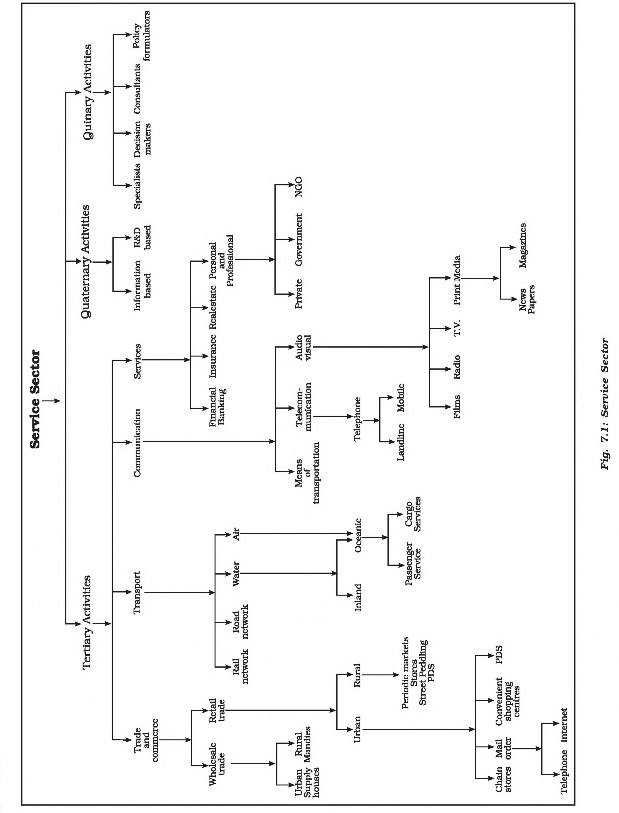 Service Sector
Tertiary Activities
Quaternary Activities
Quinary Activities
Trade
and
commerce
Transport
Communication
Services
Information
based
R&D
based
Specialists
Decision
makers
Consultants
Policy
formulators
Wholesale
trade
Retail
trade
Rail
network
Road
network
Water
Air
Financial
Banking
Insurance
Realestate
Personal
and
Professional
Urban
Supply
houses
Rural
Mandies
Means
of
transportation
Telecom-
munication
Audio
visual
Private
Government
NGO
Urban
Rural
Inland
Oceanic
Telephone
Periodic markets
Stores
Street Peddling
PDS
Passenger
Service
Cargo
Services
Landline
Mobile
Films
Radio
T.V.
Print Media
Chain
stores
Mail
order
Convenient
shopping
centres
PDS
News
Papers
Magazines
Telephone
Internet
Fig. 7.1: Service Sector